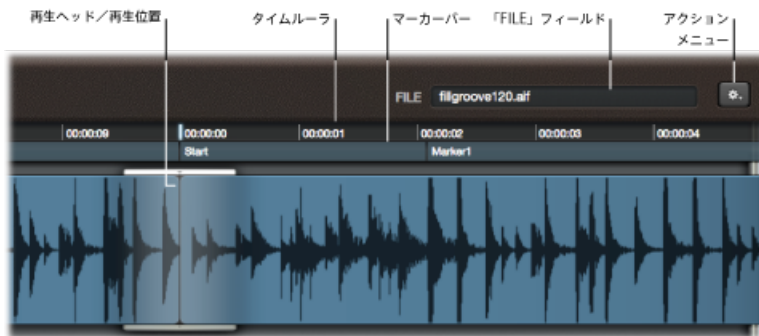 再生ヘッド／再生位置 タイムルーラ マーカーバー 「FILE」フィールド アクション
メニュー
FILE fillgroove120.aif
00:00:09 00:00:00 00:00:01 00:00:02 00:00:03 00:00:04
Start Marker1